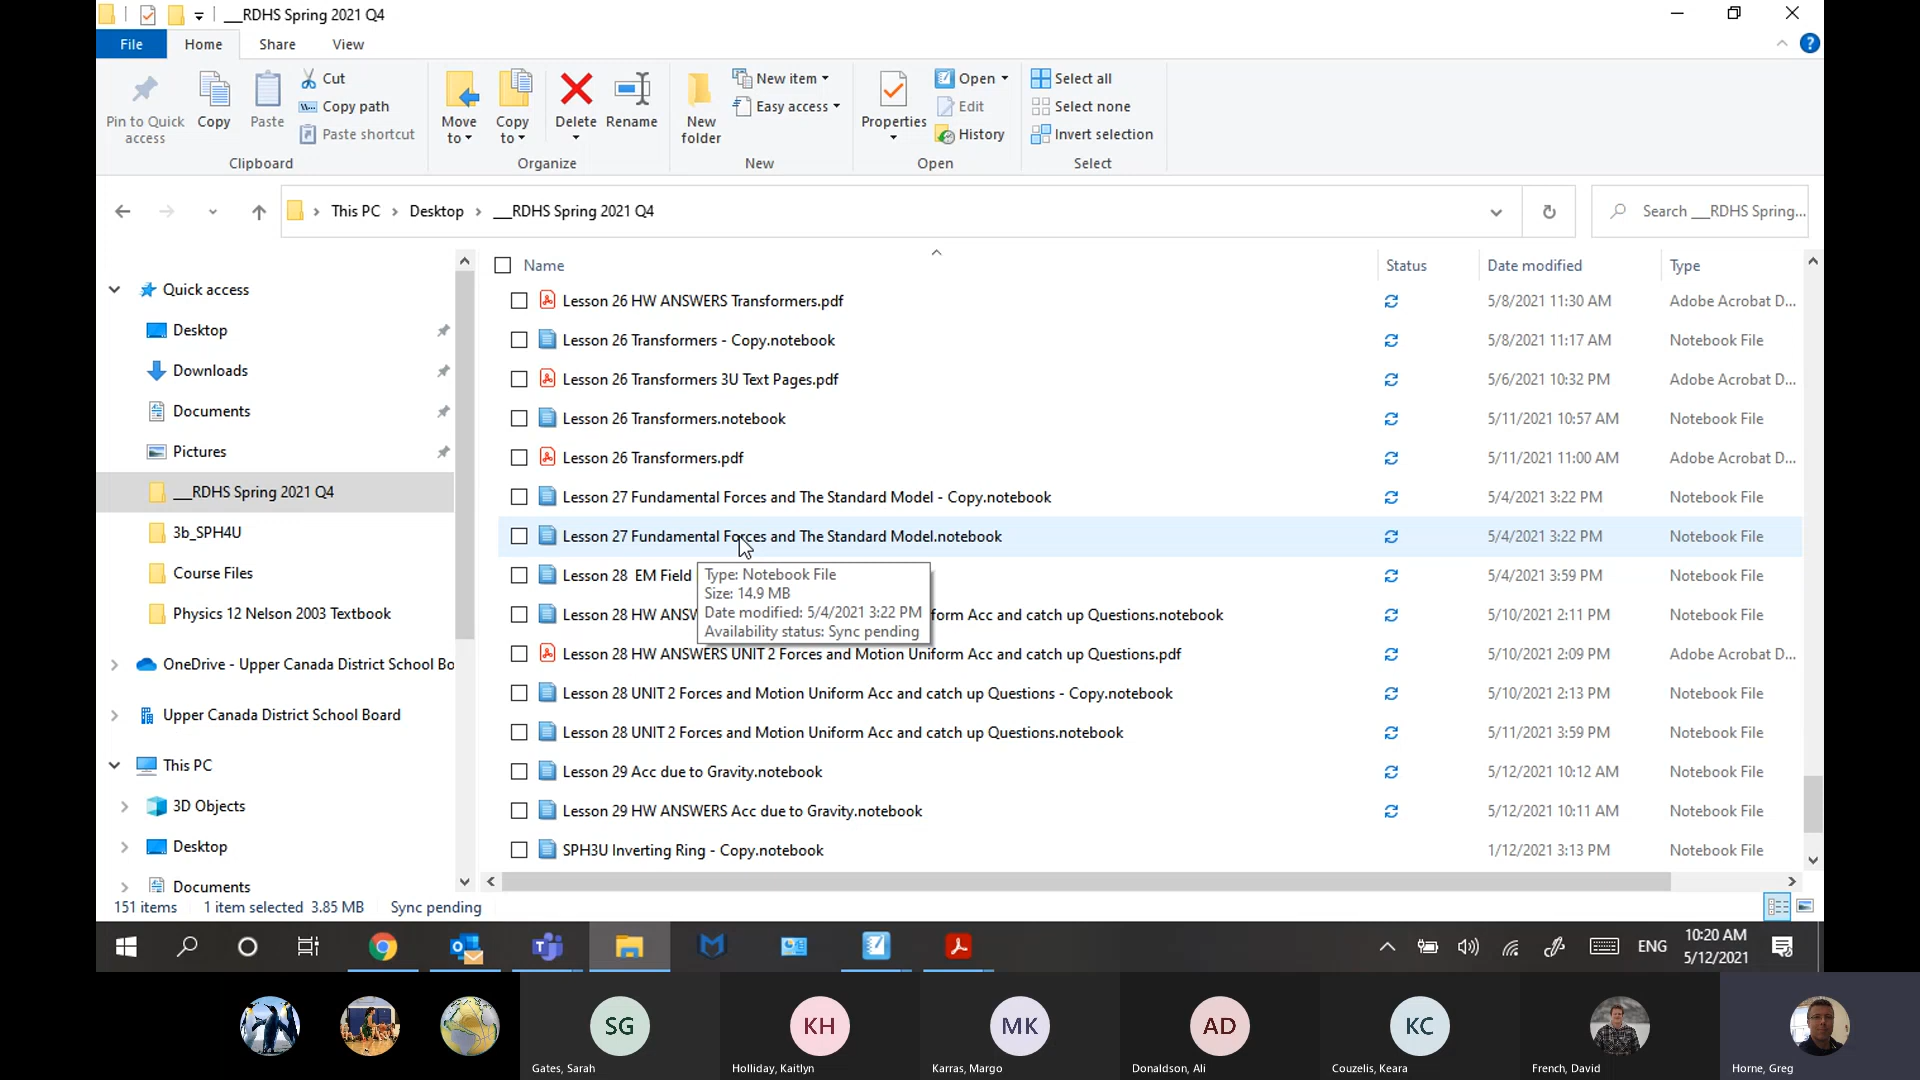 ___RDHS Spring 2021 Q4
File
Home
Share
View
Pin to Quick access
Copy
Paste
Cut
Copy path
Paste shortcut
Clipboard
Move to
Copy to
Delete
Rename
Organize
New folder
New item
Easy access
New
Properties
Open
Edit
History
Open
Select all
Select none
Invert selection
Select
This PC > Desktop > ___RDHS Spring 2021 Q4
Search ___RDHS Spring...
Quick access
Desktop
Downloads
Documents
Pictures
___RDHS Spring 2021 Q4
3b_SPH4U
Course Files
Physics 12 Nelson 2003 Textbook
OneDrive - Upper Canada District School Bo
Upper Canada District School Board
This PC
3D Objects
Desktop
Documents
Name Status Date modified Type
Lesson 26 HW ANSWERS Transformers.pdf 5/8/2021 11:30 AM Adobe Acrobat D...
Lesson 26 Transformers - Copy.notebook 5/8/2021 11:17 AM Notebook File
Lesson 26 Transformers 3U Text Pages.pdf 5/6/2021 10:32 PM Adobe Acrobat D...
Lesson 26 Transformers.notebook 5/11/2021 10:57 AM Notebook File
Lesson 26 Transformers.pdf 5/11/2021 11:00 AM Adobe Acrobat D...
Lesson 27 Fundamental Forces and The Standard Model - Copy.notebook 5/4/2021 3:22 PM Notebook File
Lesson 27 Fundamental Forces and The Standard Model.notebook 5/4/2021 3:22 PM Notebook File
Lesson 28 EM Field 5/4/2021 3:59 PM Notebook File
Lesson 28 HW ANSW form Acc and catch up Questions.notebook 5/10/2021 2:11 PM Notebook File
Lesson 28 HW ANSWERS UNIT 2 Forces and Motion Uniform Acc and catch up Questions.pdf 5/10/2021 2:09 PM Adobe Acrobat D...
Lesson 28 UNIT 2 Forces and Motion Uniform Acc and catch up Questions - Copy.notebook 5/10/2021 2:13 PM Notebook File
Lesson 28 UNIT 2 Forces and Motion Uniform Acc and catch up Questions.notebook 5/11/2021 3:59 PM Notebook File
Lesson 29 Acc due to Gravity.notebook 5/12/2021 10:12 AM Notebook File
Lesson 29 HW ANSWERS Acc due to Gravity.notebook 5/12/2021 10:11 AM Notebook File
SPH3U Inverting Ring - Copy.notebook 1/12/2021 3:13 PM Notebook File
Type: Notebook File
Size: 14.9 MB
Date modified: 5/4/2021 3:22 PM
Availability status: Sync pending
151 items 1 item selected 3.85 MB Sync pending
ENG
10:20 AM
5/12/2021
SG
KH
MK
AD
KC
Gates, Sarah
Holliday, Kaitlyn
Karras, Margo
Donaldson, Ali
Couzelis, Keara
French, David
Horne, Greg